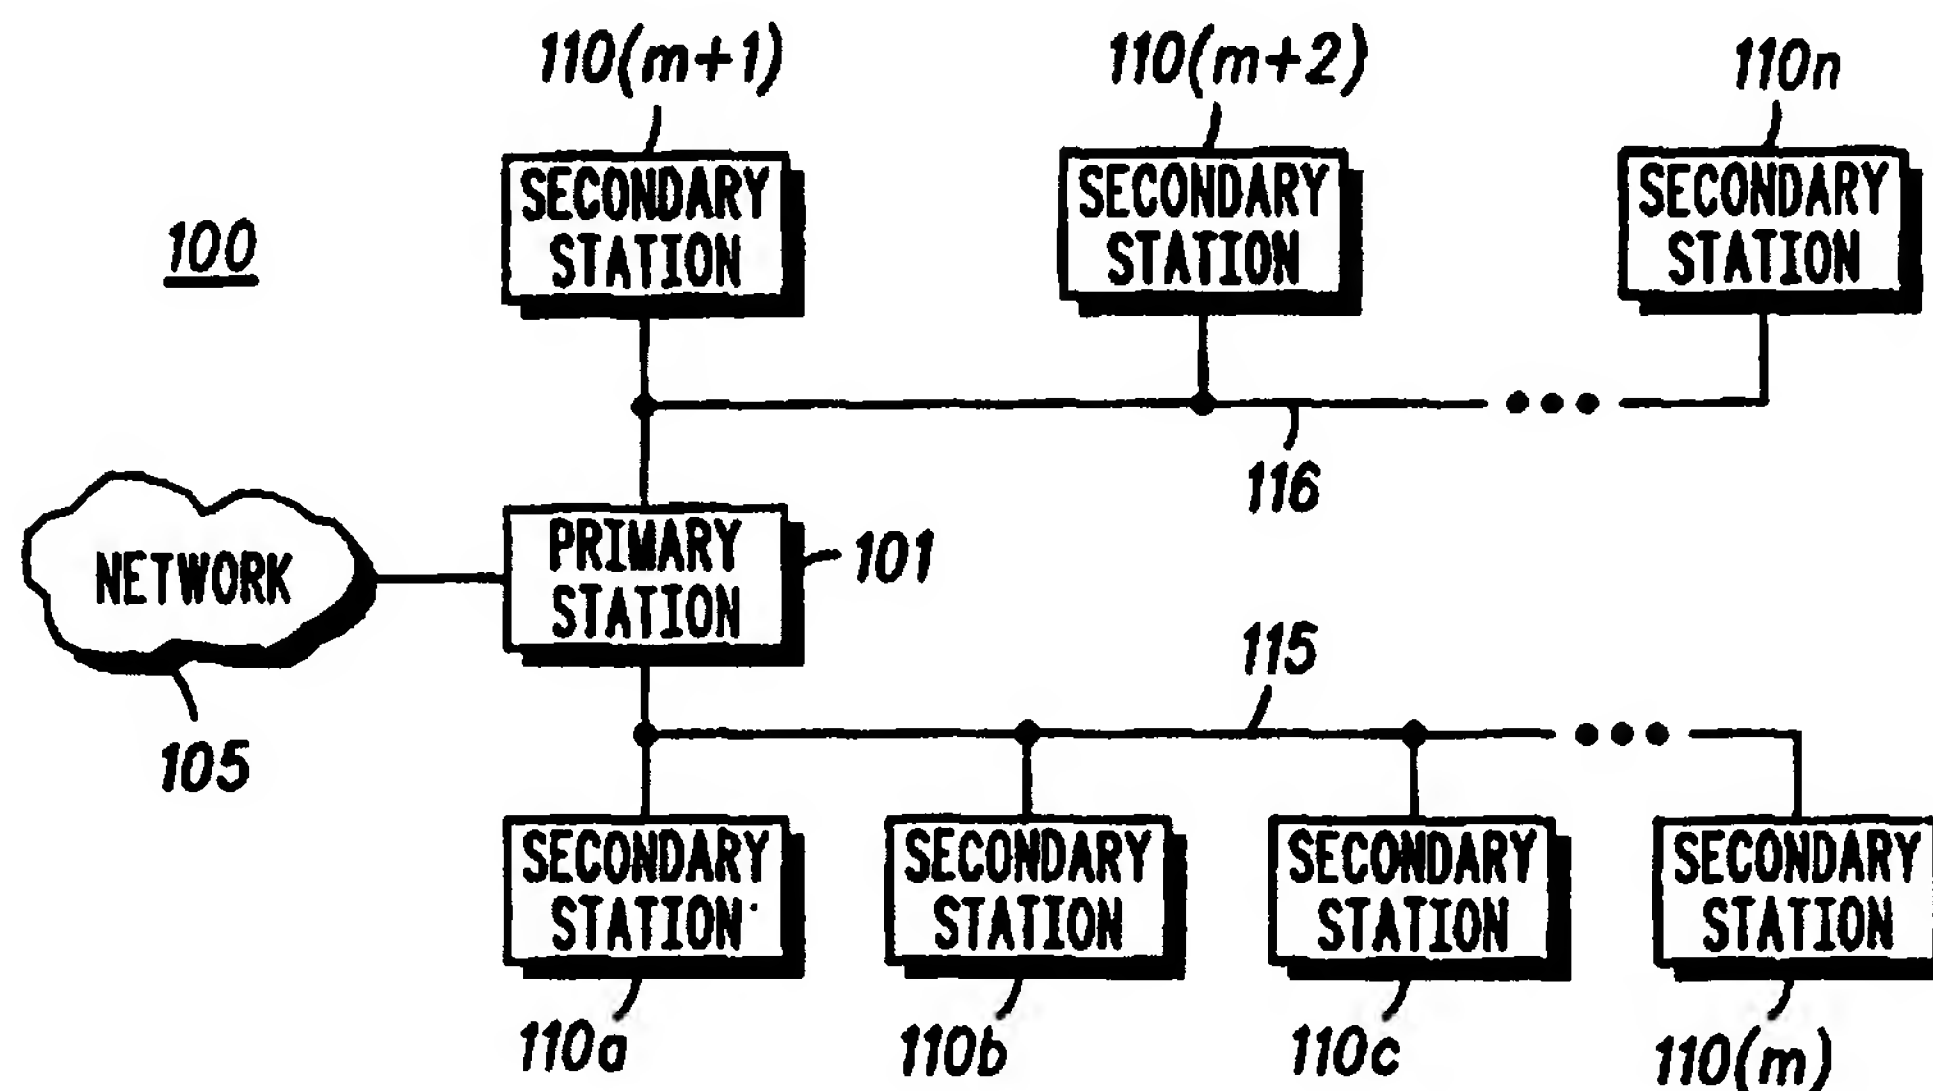 110(m+1)
110(m+2)
110n
SECONDARY
STATION
SECONDARY
STATION
SECONDARY
STATION
100
116
NETWORK
PRIMARY
STATION
101
115
105
SECONDARY
STATION
SECONDARY
STATION
SECONDARY
STATION
SECONDARY
STATION
110a
110b
110c
110(m)